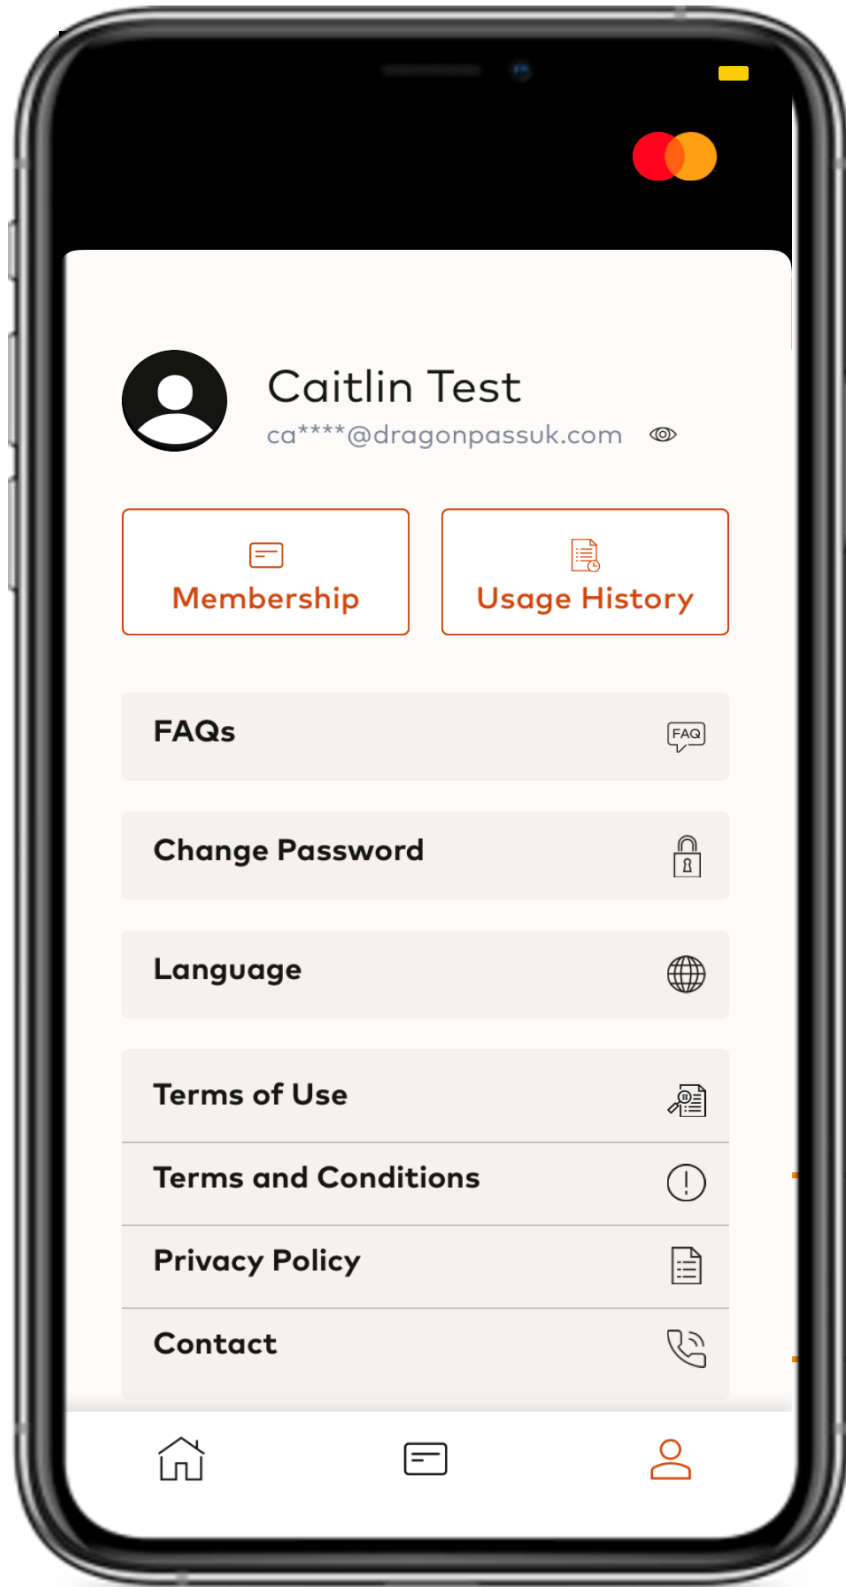 Caitlin Test
ca****@dragonpassuk.com
Membership
Usage History
FAQs
FAQ
Change Password
Language
Terms of Use
Terms and Conditions
Privacy Policy
Contact